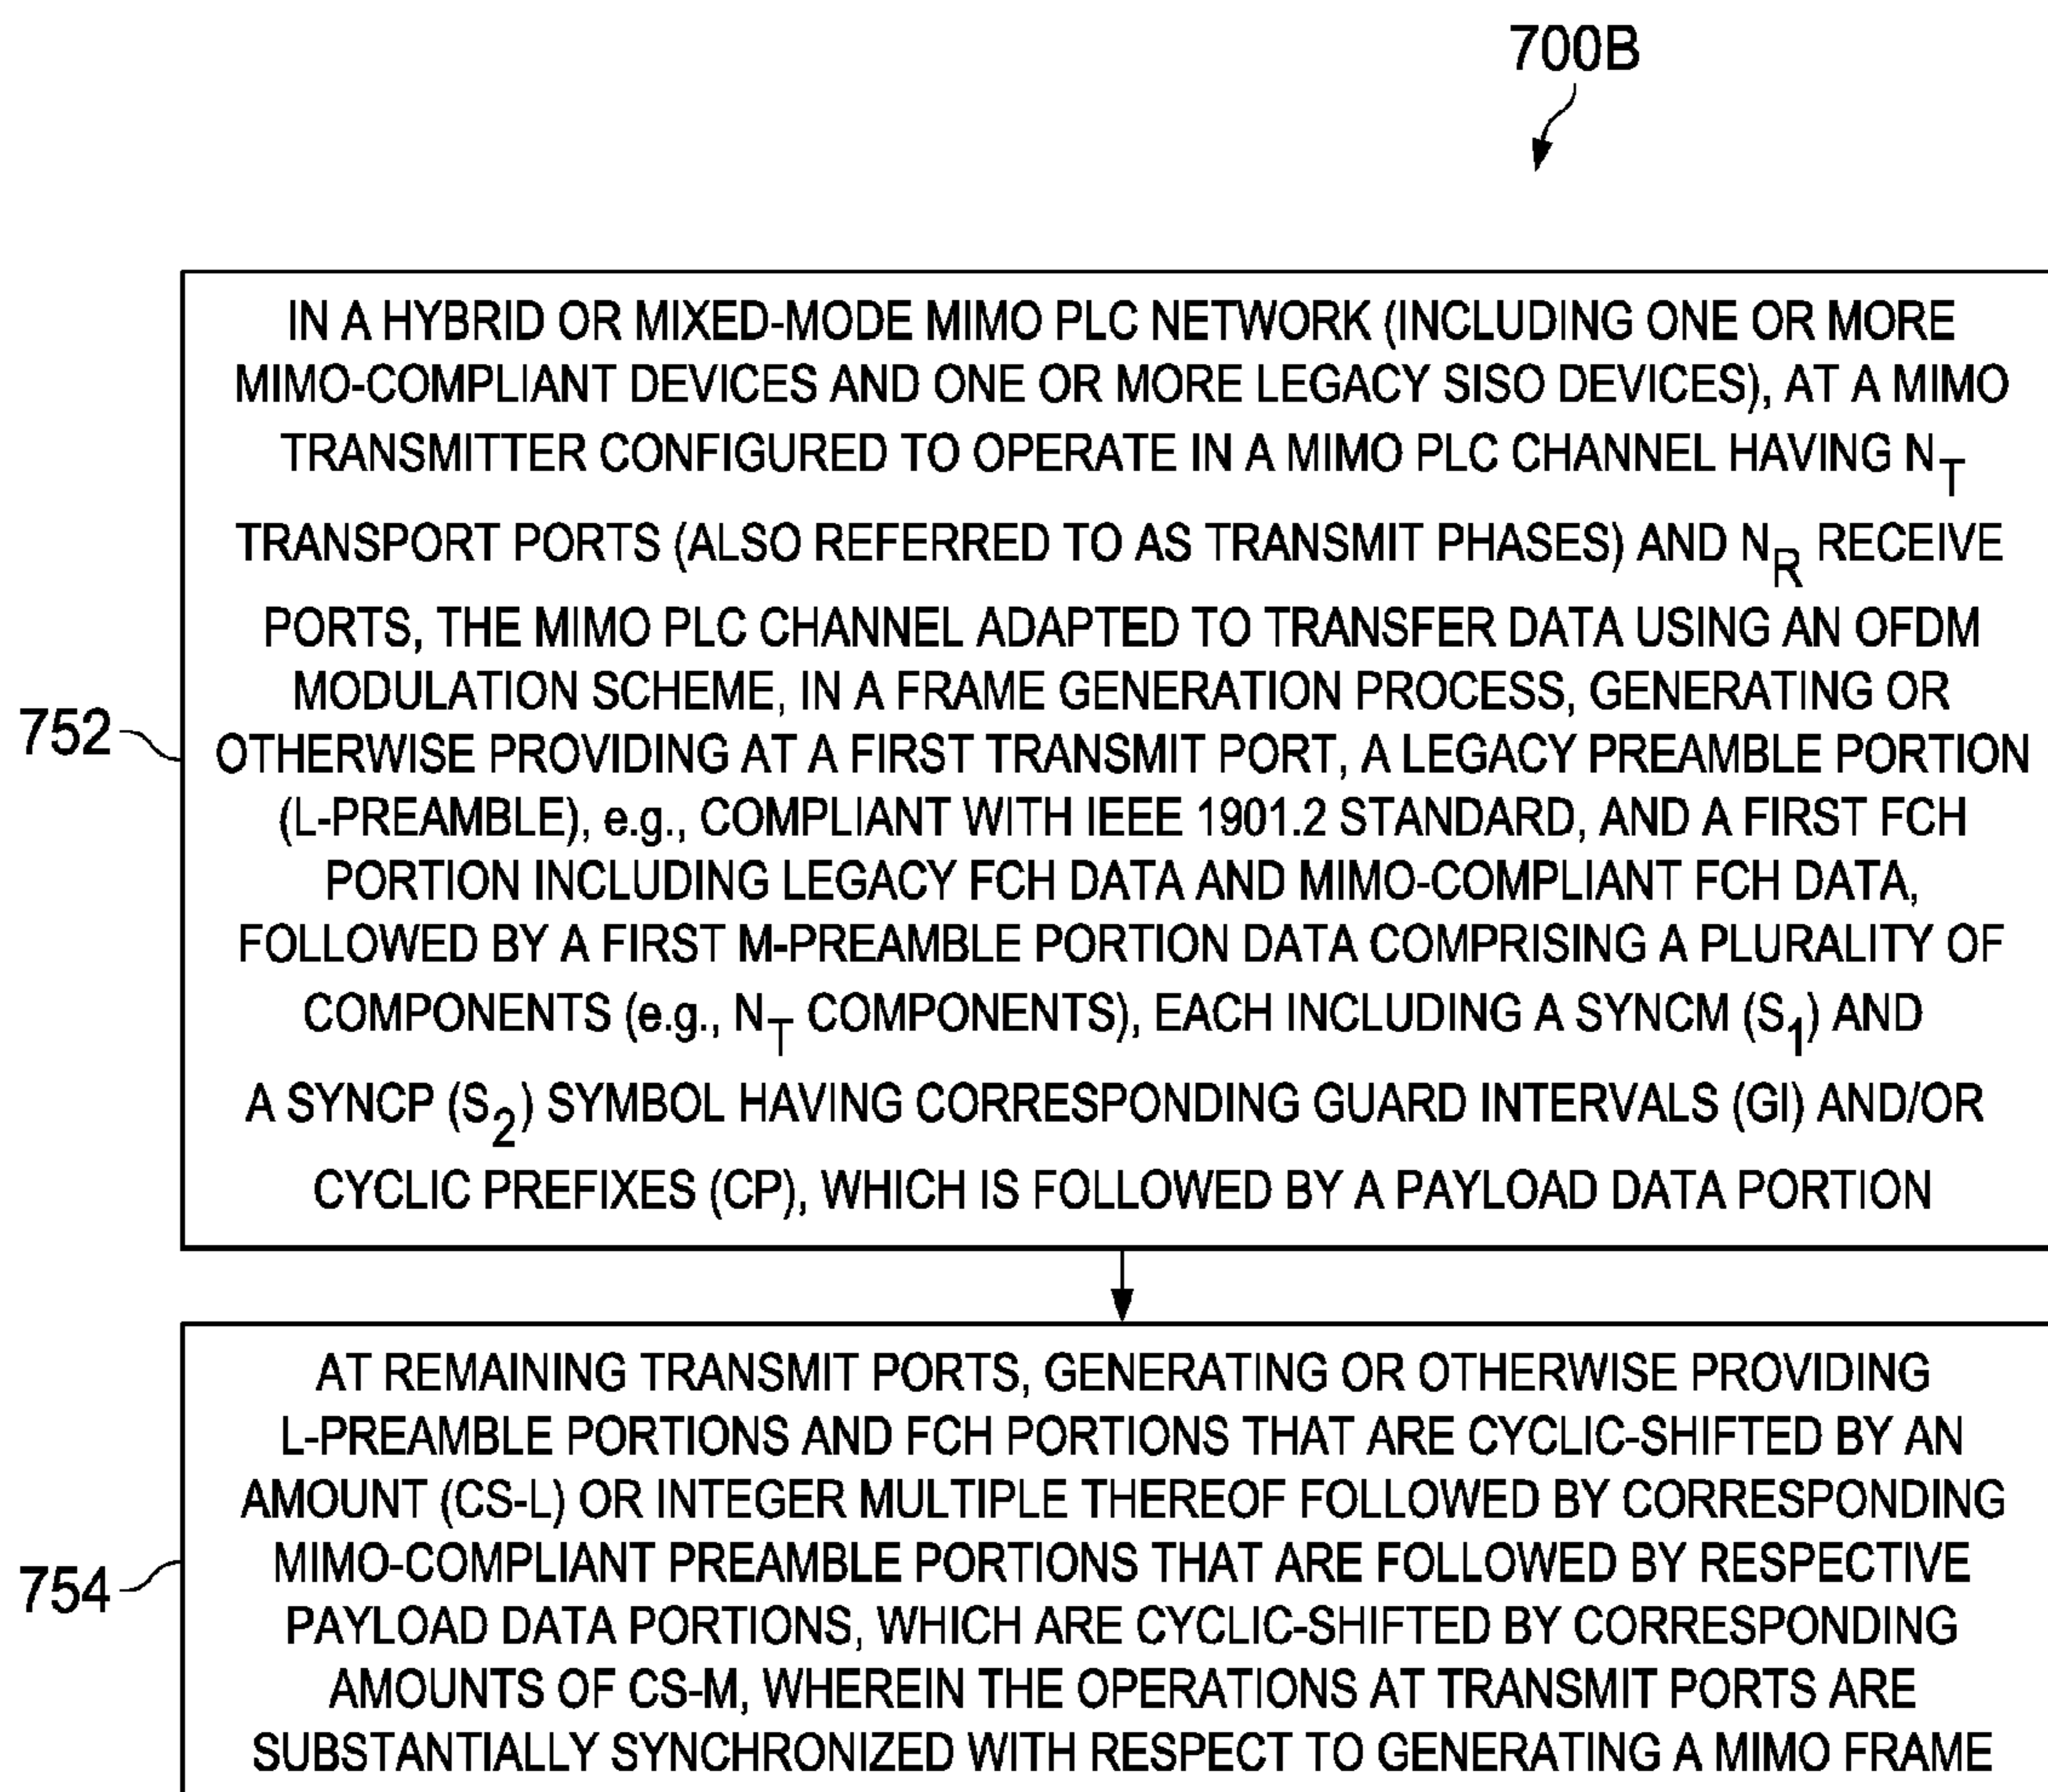 700B
IN A HYBRID OR MIXED-MODE MIMO PLC NETWORK (INCLUDING ONE OR MORE
MIMO-COMPLIANT DEVICES AND ONE OR MORE LEGACY SISO DEVICES), AT A MIMO
TRANSMITTER CONFIGURED TO OPERATE IN A MIMO PLC CHANNEL HAVING N_T
TRANSPORT PORTS (ALSO REFERRED TO AS TRANSMIT PHASES) AND N_R RECEIVE
PORTS, THE MIMO PLC CHANNEL ADAPTED TO TRANSFER DATA USING AN OFDM
MODULATION SCHEME, IN A FRAME GENERATION PROCESS, GENERATING OR
752 OTHERWISE PROVIDING AT A FIRST TRANSMIT PORT, A LEGACY PREAMBLE PORTION
(L-PREAMBLE), e.g., COMPLIANT WITH IEEE 1901.2 STANDARD, AND A FIRST FCH
PORTION INCLUDING LEGACY FCH DATA AND MIMO-COMPLIANT FCH DATA,
FOLLOWED BY A FIRST M-PREAMBLE PORTION DATA COMPRISING A PLURALITY OF
COMPONENTS (e.g., N_T COMPONENTS), EACH INCLUDING A SYNCM (S_1) AND
A SYNCP (S_2) SYMBOL HAVING CORRESPONDING GUARD INTERVALS (GI) AND/OR
CYCLIC PREFIXES (CP), WHICH IS FOLLOWED BY A PAYLOAD DATA PORTION
AT REMAINING TRANSMIT PORTS, GENERATING OR OTHERWISE PROVIDING
L-PREAMBLE PORTIONS AND FCH PORTIONS THAT ARE CYCLIC-SHIFTED BY AN
AMOUNT (CS-L) OR INTEGER MULTIPLE THEREOF FOLLOWED BY CORRESPONDING
754 MIMO-COMPLIANT PREAMBLE PORTIONS THAT ARE FOLLOWED BY RESPECTIVE
PAYLOAD DATA PORTIONS, WHICH ARE CYCLIC-SHIFTED BY CORRESPONDING
AMOUNTS OF CS-M, WHEREIN THE OPERATIONS AT TRANSMIT PORTS ARE
SUBSTANTIALLY SYNCHRONIZED WITH RESPECT TO GENERATING A MIMO FRAME